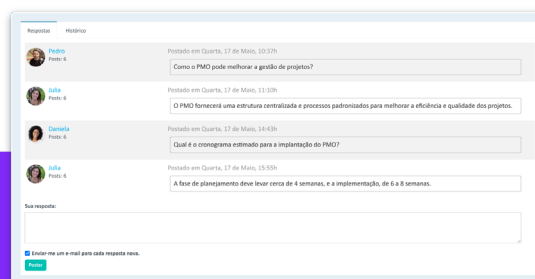 Respostas Histórico
Pedro Postado em Quarta, 17 de Maio, 10:37h
Posts: 6
Como o PMO pode melhorar a gestão de projetos?
Julia Postado em Quarta, 17 de Maio, 11:10h
Posts: 6
O PMO fornecerá uma estrutura centralizada e processos padronizados para melhorar a eficiência e qualidade dos projetos.
Daniela Postado em Quarta, 17 de Maio, 14:43h
Posts: 6
Qual é o cronograma estimado para a implantação do PMO?
Julia Postado em Quarta, 17 de Maio, 15:55h
Posts: 6
A fase de planejamento deve levar cerca de 4 semanas, e a implementação, de 6 a 8 semanas.
Sua resposta:
Enviar-me um e-mail para cada resposta nova.
Postar